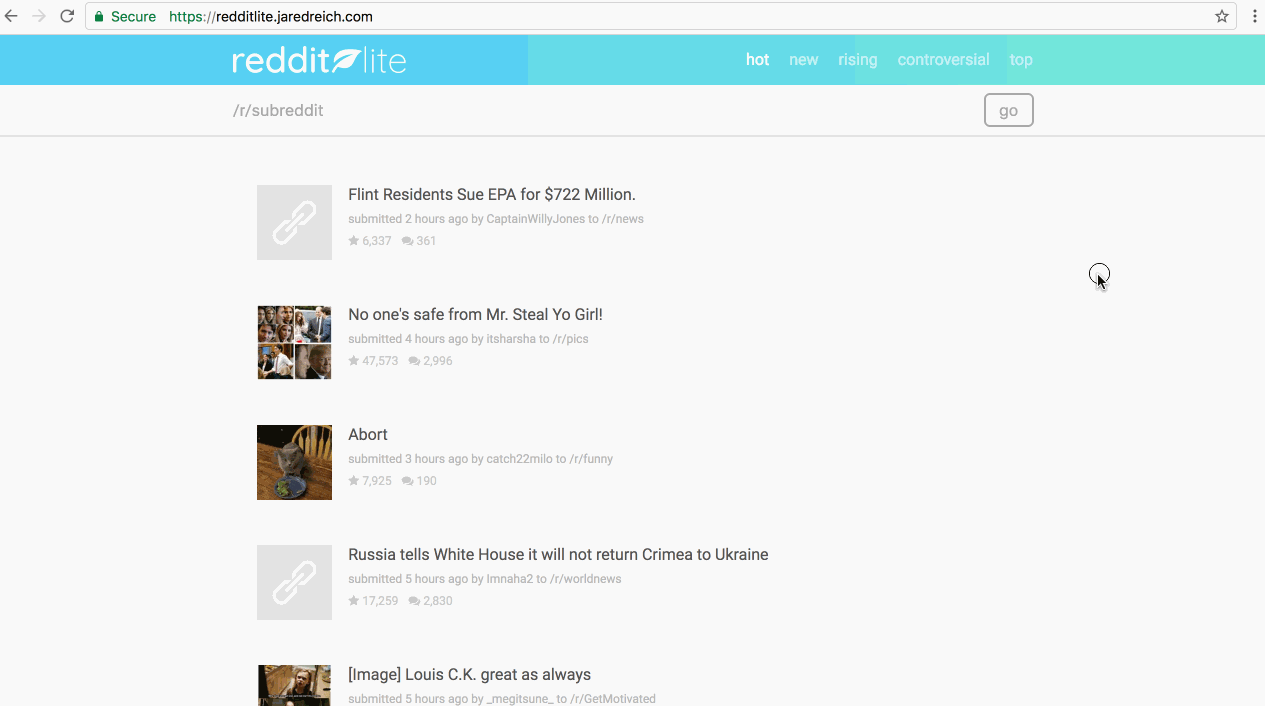 Secure https://redditlite.jaredreich.com
reddit lite hot new rising controversial top
/r/subreddit go
Flint Residents Sue EPA for $722 Million.
submitted 2 hours ago by CaptainWillyJones to /r/news
6,337 361
No one's safe from Mr. Steal Yo Girl!
submitted 4 hours ago by itsharsha to /r/pics
47,573 2,996
Abort
submitted 3 hours ago by catch22milo to /r/funny
7,925 190
Russia tells White House it will not return Crimea to Ukraine
submitted 5 hours ago by Imnaha2 to /r/worldnews
17,259 2,830
[Image] Louis C.K. great as always
submitted 5 hours ago by _megitsune_ to /r/GetMotivated